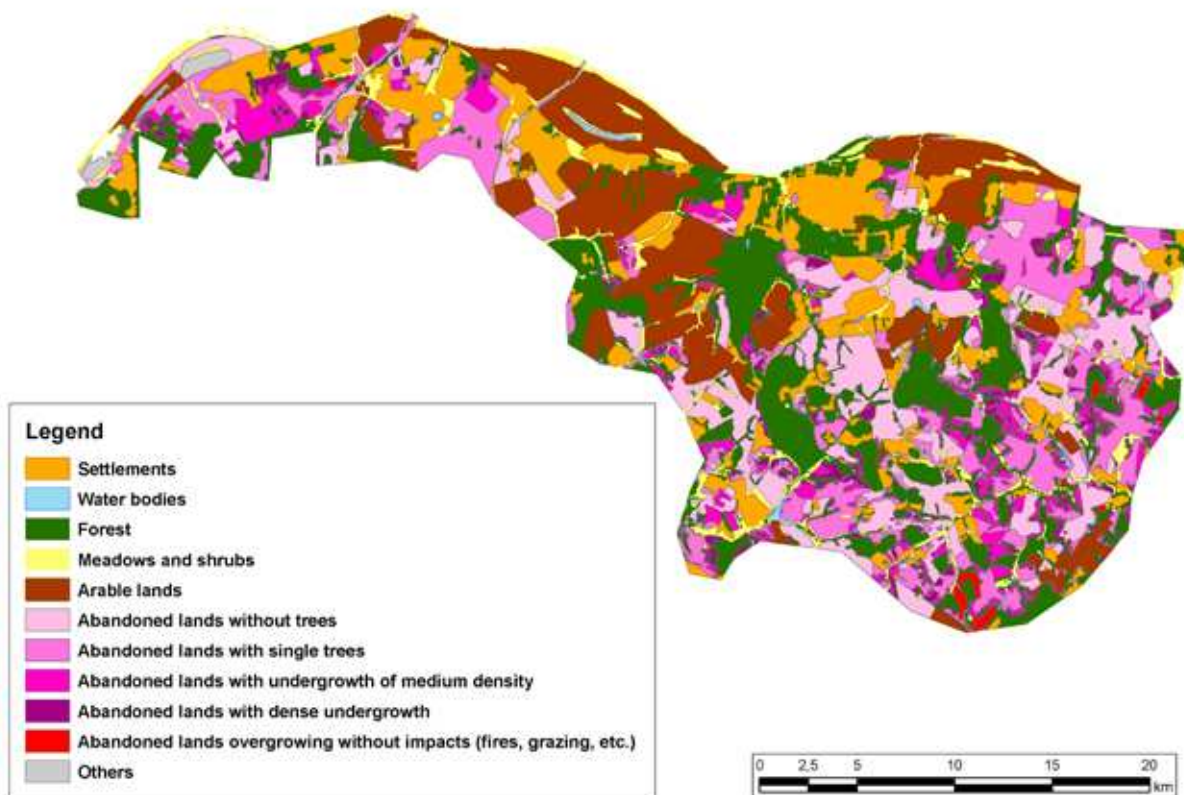 Legend
Settlements
Water bodies
Forest
Meadows and shrubs
Arable lands
Abandoned lands without trees
Abandoned lands with single trees
Abandoned lands with undergrowth of medium density
Abandoned lands with dense undergrowth
Abandoned lands overgrowing without impacts (fires, grazing, etc.)
Others
0 2,5 5 10 15 20
km